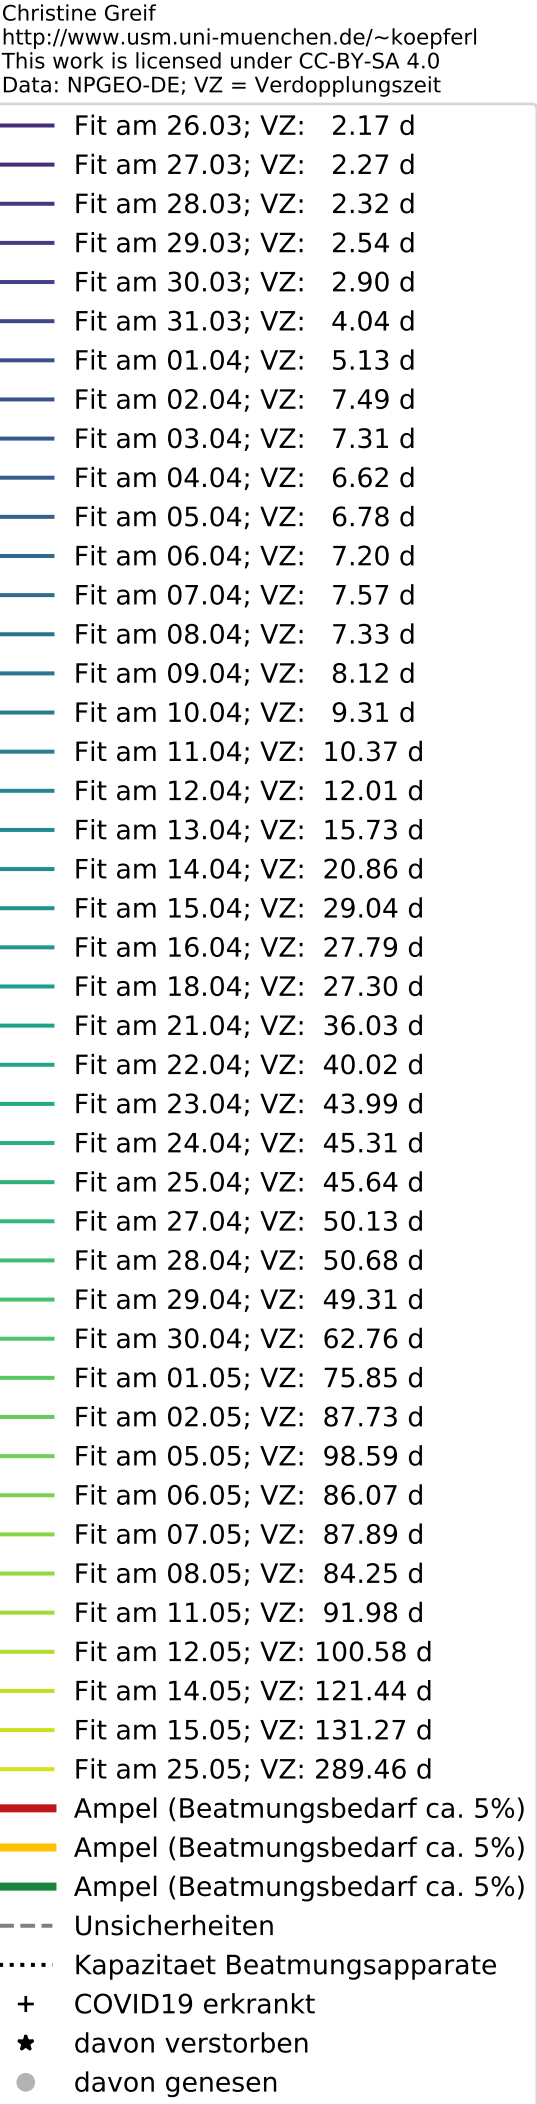 Christine Greif
http://www.usm.uni-muenchen.de/~koepferl
This work is licensed under CC-BY-SA 4.0
Data: NPGEO-DE; VZ = Verdopplungszeit
Fit am 26.03; VZ: 2.17 d
Fit am 27.03; VZ: 2.27 d
Fit am 28.03; VZ: 2.32 d
Fit am 29.03; VZ: 2.54 d
Fit am 30.03; VZ: 2.90 d
Fit am 31.03; VZ: 4.04 d
Fit am 01.04; VZ: 5.13 d
Fit am 02.04; VZ: 7.49 d
Fit am 03.04; VZ: 7.31 d
Fit am 04.04; VZ: 6.62 d
Fit am 05.04; VZ: 6.78 d
Fit am 06.04; VZ: 7.20 d
Fit am 07.04; VZ: 7.57 d
Fit am 08.04; VZ: 7.33 d
Fit am 09.04; VZ: 8.12 d
Fit am 10.04; VZ: 9.31 d
Fit am 11.04; VZ: 10.37 d
Fit am 12.04; VZ: 12.01 d
Fit am 13.04; VZ: 15.73 d
Fit am 14.04; VZ: 20.86 d
Fit am 15.04; VZ: 29.04 d
Fit am 16.04; VZ: 27.79 d
Fit am 18.04; VZ: 27.30 d
Fit am 21.04; VZ: 36.03 d
Fit am 22.04; VZ: 40.02 d
Fit am 23.04; VZ: 43.99 d
Fit am 24.04; VZ: 45.31 d
Fit am 25.04; VZ: 45.64 d
Fit am 27.04; VZ: 50.13 d
Fit am 28.04; VZ: 50.68 d
Fit am 29.04; VZ: 49.31 d
Fit am 30.04; VZ: 62.76 d
Fit am 01.05; VZ: 75.85 d
Fit am 02.05; VZ: 87.73 d
Fit am 05.05; VZ: 98.59 d
Fit am 06.05; VZ: 86.07 d
Fit am 07.05; VZ: 87.89 d
Fit am 08.05; VZ: 84.25 d
Fit am 11.05; VZ: 91.98 d
Fit am 12.05; VZ: 100.58 d
Fit am 14.05; VZ: 121.44 d
Fit am 15.05; VZ: 131.27 d
Fit am 25.05; VZ: 289.46 d
Ampel (Beatmungsbedarf ca. 5%)
Ampel (Beatmungsbedarf ca. 5%)
Ampel (Beatmungsbedarf ca. 5%)
Unsicherheiten
Kapazitaet Beatmungsapparate
COVID19 erkrankt
davon verstorben
davon genesen